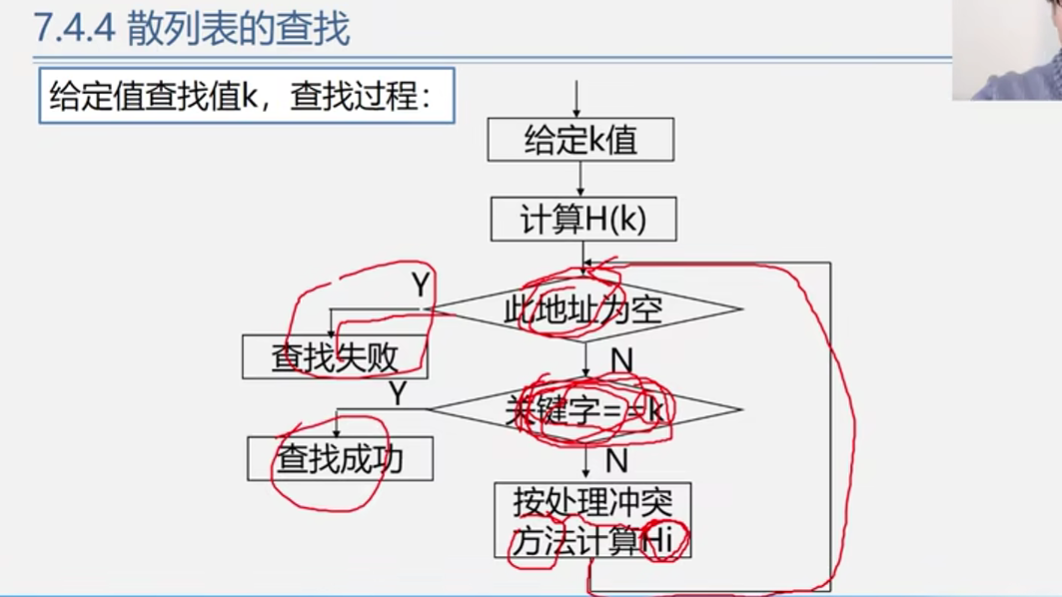 7.4.4 散列表的查找
给定值查找值k，查找过程：
给定k值
计算H(k)
Y
此地址为空
查找失败
N
Y
关键字==k
查找成功
N
按处理冲突
方法计算Hi